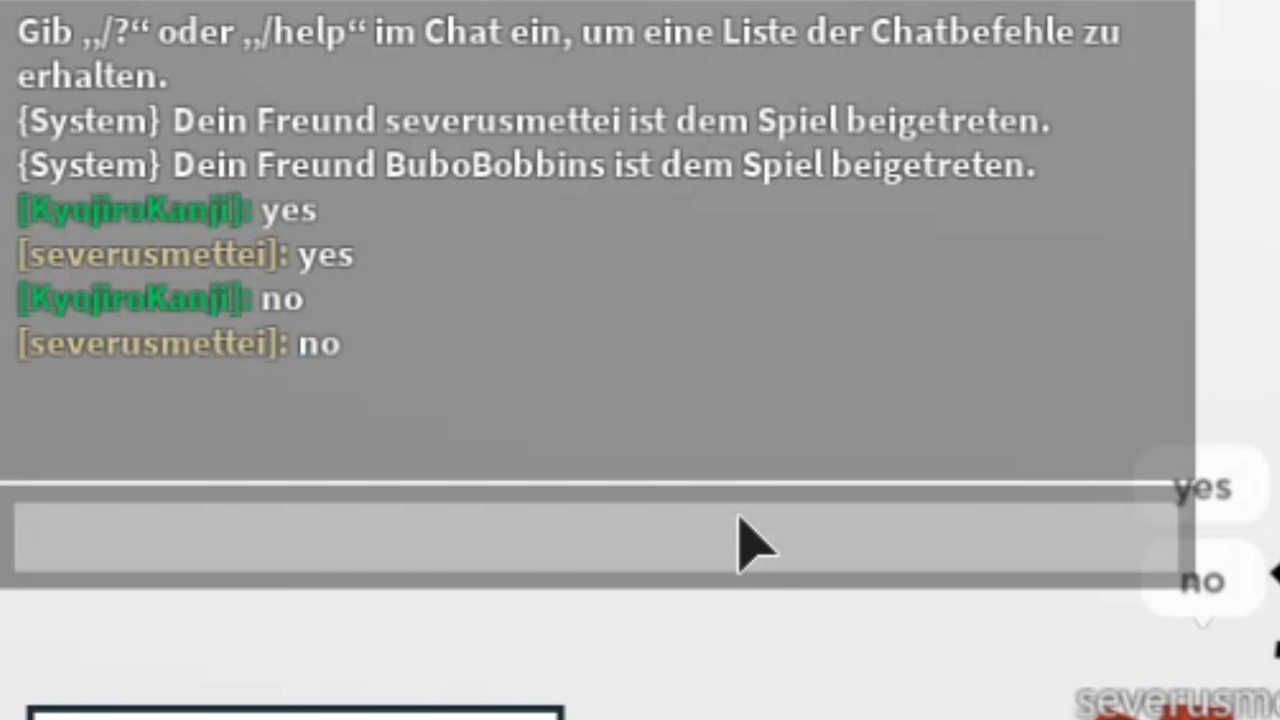 Gib „/?“ oder „/help“ im Chat ein, um eine Liste der Chatbefehle zu
erhalten.
{System} Dein Freund severusmettei ist dem Spiel beigetreten.
{System} Dein Freund BuboBobbins ist dem Spiel beigetreten.
[KyojiroKanji]: yes
[severusmettei]: yes
[KyojiroKanji]: no
[severusmettei]: no
yes
no